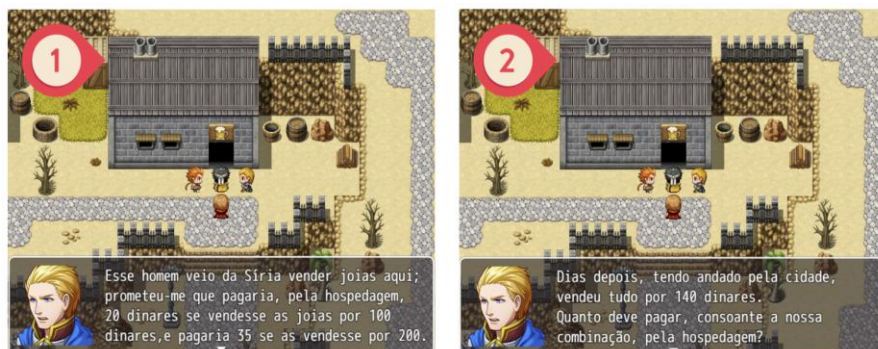 1
Esse homem veio da Síria vender joias aqui;
prometeu-me que pagaria, pela hospedagem,
20 dinares se vendesse as joias por 100
dinares,e pagaria 35 se as vendesse por 200.
2
Dias depois, tendo andado pela cidade,
vendeu tudo por 140 dinares.
Quanto deve pagar, consoante a nossa
combinação, pela hospedagem?